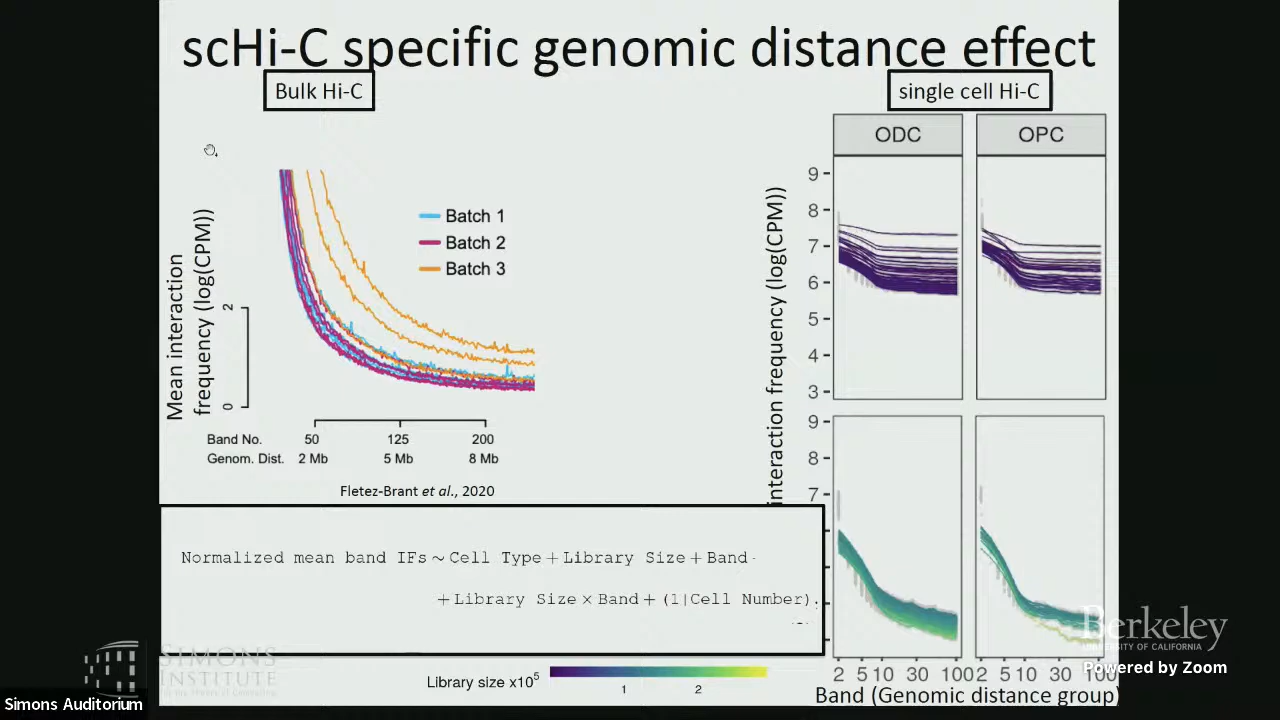 scHi-C specific genomic distance effect
Bulk Hi-C
single cell Hi-C
ODC
OPC
Mean interaction
frequency (log(CPM))
Batch 1
Batch 2
Batch 3
2
0
Band No. 50 125 200
Genom. Dist. 2 Mb 5 Mb 8 Mb
Fletez-Brant et al., 2020
interaction frequency (log(CPM))
9
8
7
6
5
4
3
9
8
7
Normalized mean band IFs ~ Cell Type + Library Size + Band
+ Library Size × Band + (1|Cell Number).
2 5 10 30 100
2 5 10 30 100
Band (Genomic distance group)
Library size x10⁵
1 2
SIMONS
INSTITUTE
Berkeley
UNIVERSITY OF CALIFORNIA
Powered by Zoom
Simons Auditorium